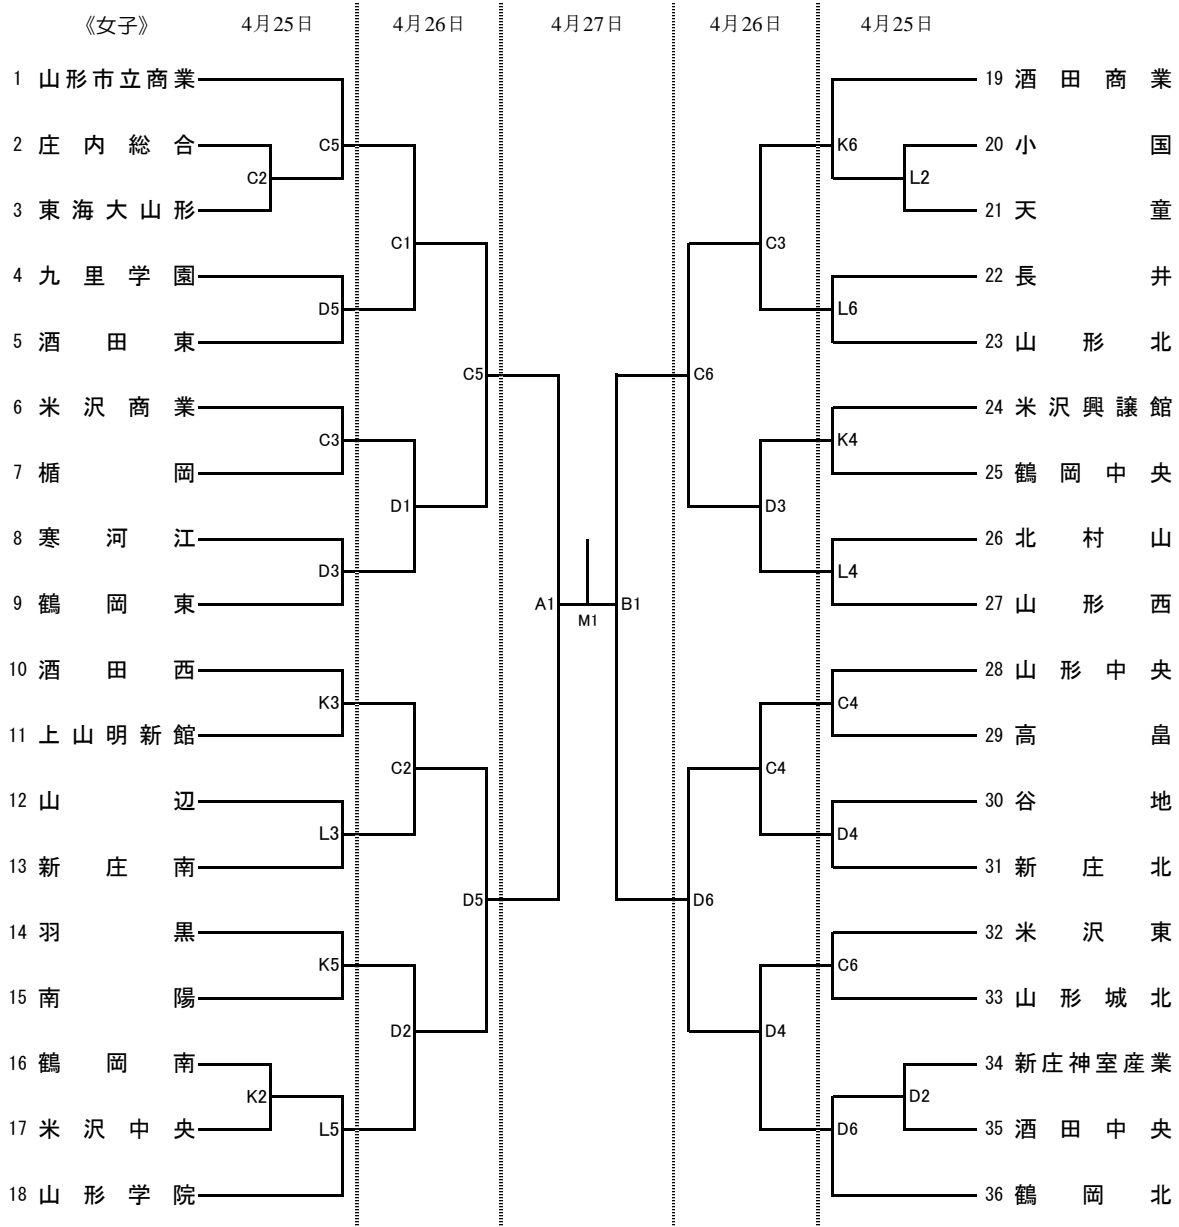 《女子》 4月25日 4月26日 4月27日 4月26日 4月25日
1 山形市立商業 19 酒田商業
2 庄内総合 C5 K6 20 小国
C2 L2
3 東海大山形 21 天童
C1 C3
4 九里学園 22 長井
D5 L6
5 酒田東 23 山形北
C5 C6
6 米沢商業 24 米沢興譲館
C3 K4
7 楯岡 25 鶴岡中央
D1 D3
8 寒河江 26 北村山
D3 L4
9 鶴岡東 A1 B1 27 山形西
M1
10 酒田西 28 山形中央
K3 C4
11 上山明新館 29 高畠
C2 C4
12 山辺 30 谷地
L3 D4
13 新庄南 31 新庄北
D5 D6
14 羽黒 32 米沢東
K5 C6
15 南陽 33 山形城北
D2 D4
16 鶴岡南 34 新庄神室産業
K2 D2
17 米沢中央 L5 D6 35 酒田中央
18 山形学院 36 鶴岡北